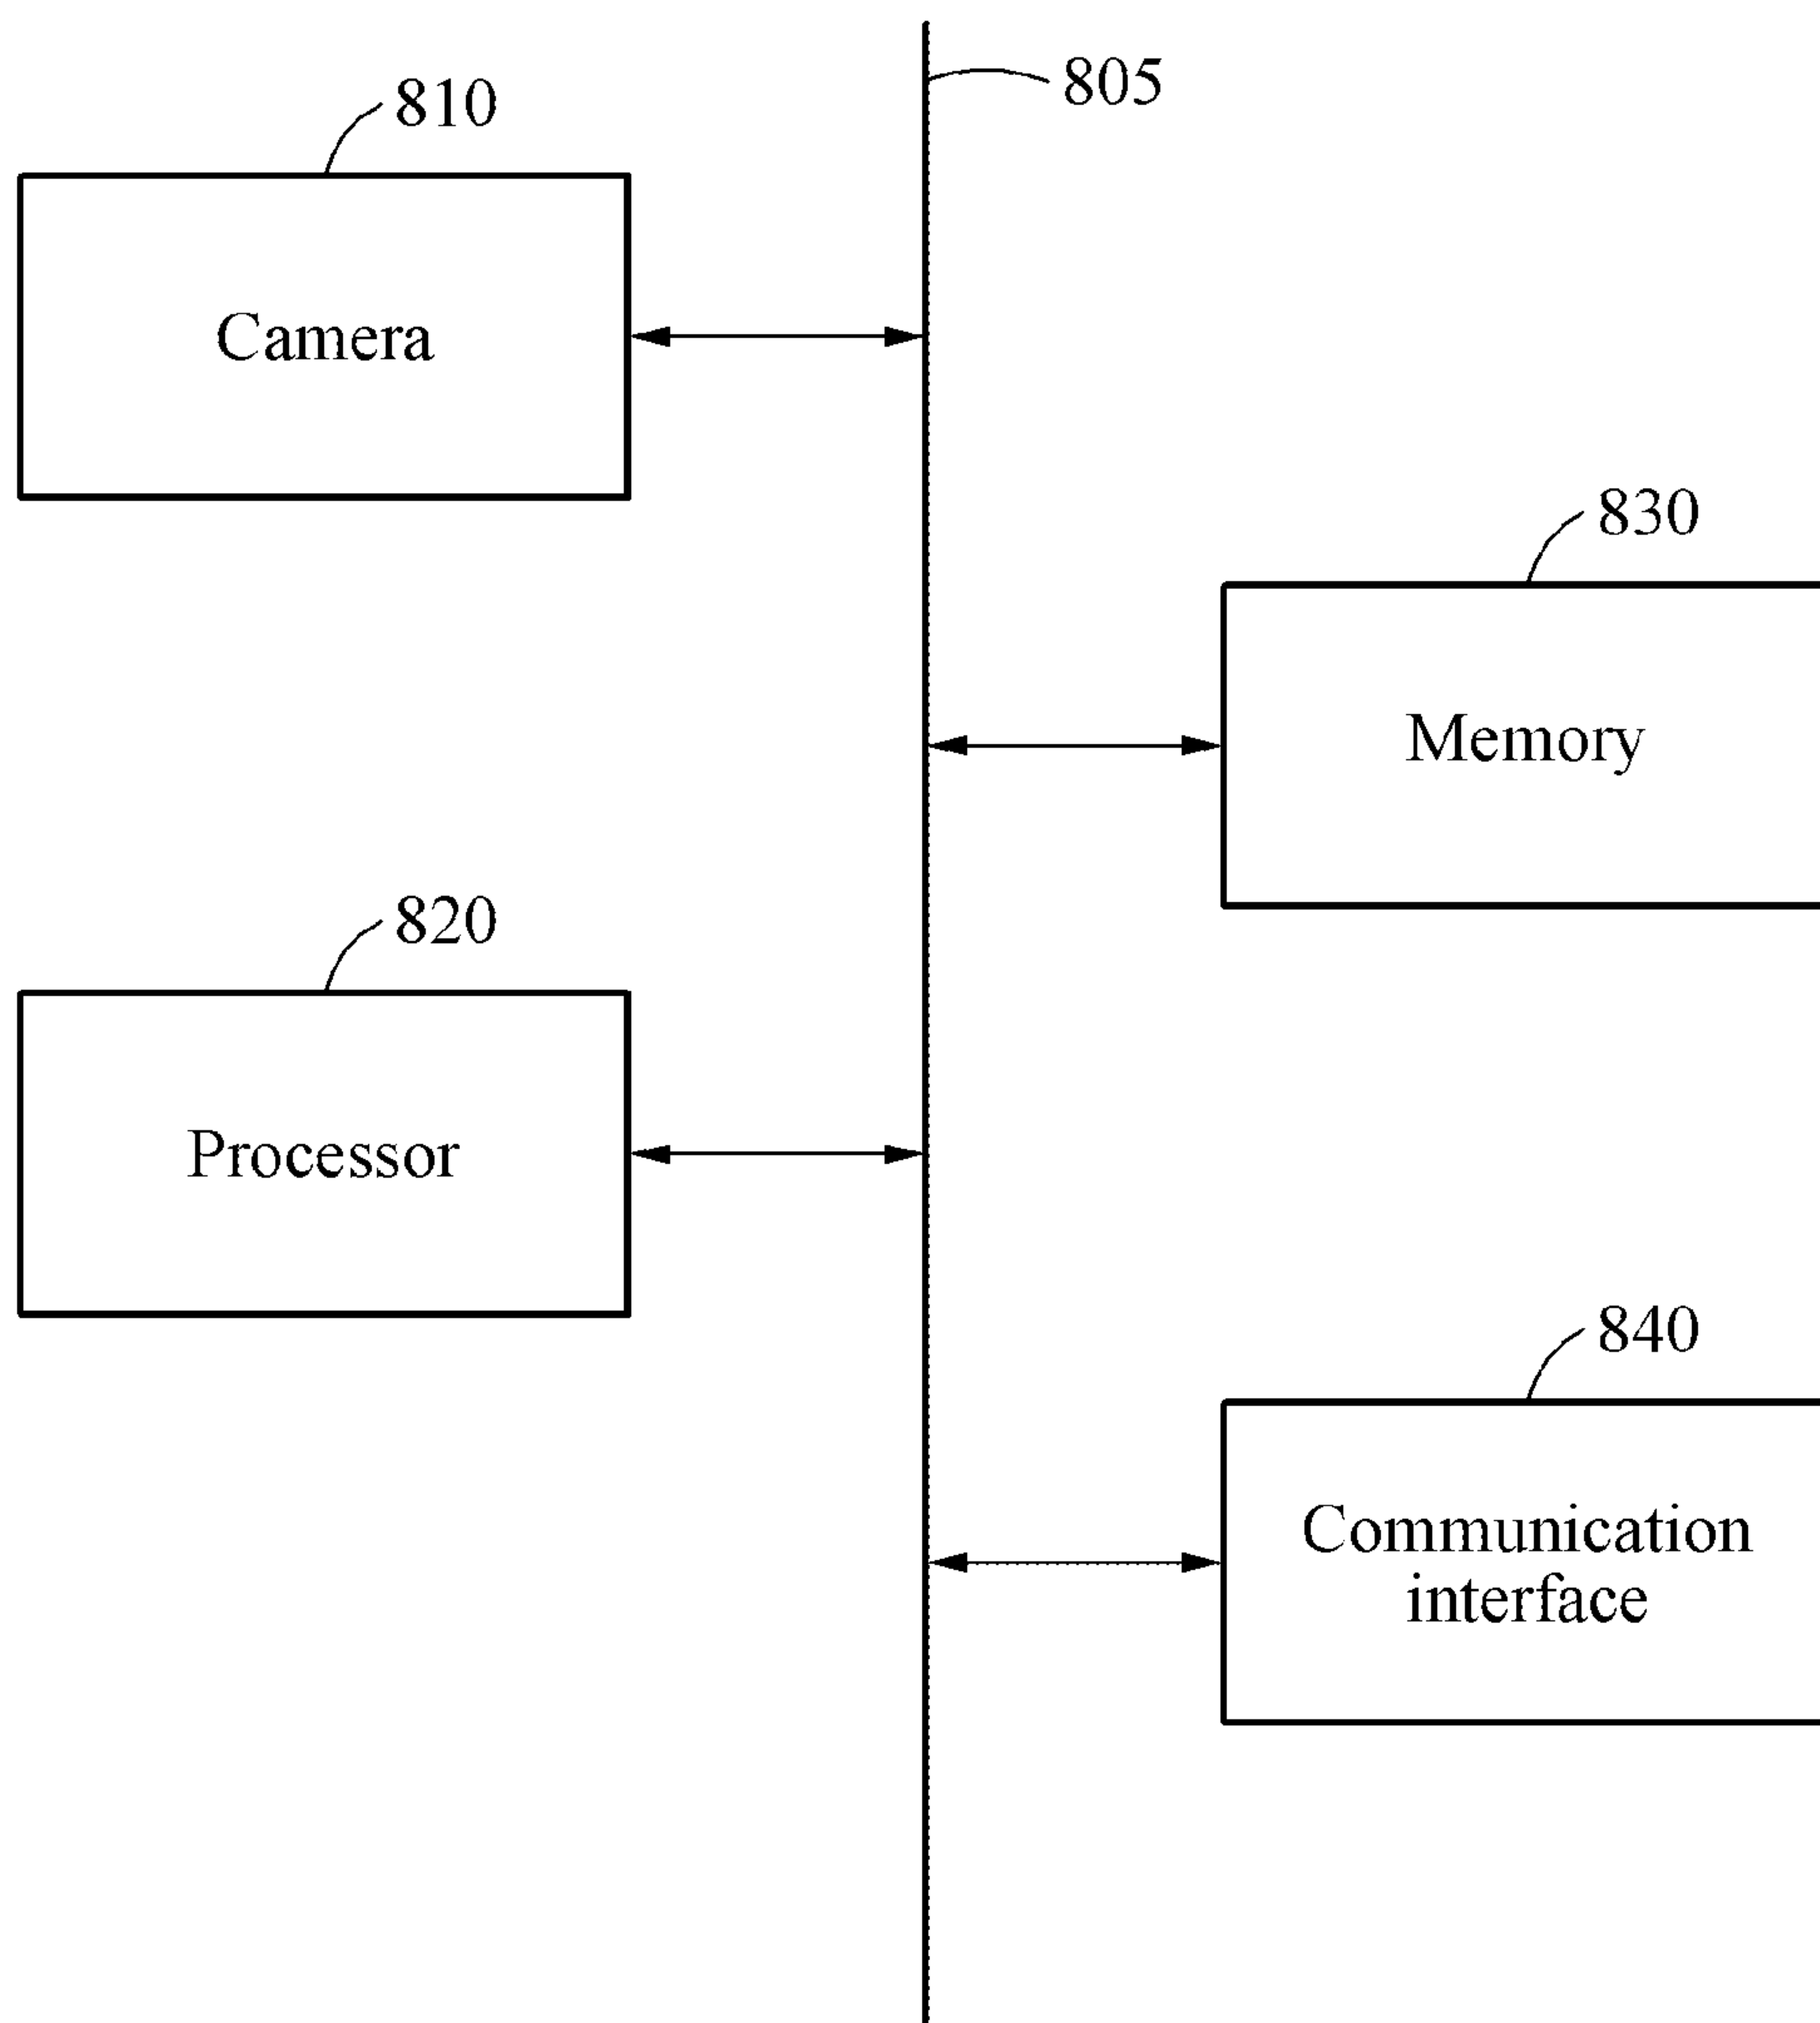 805
810
Camera
830
Memory
820
Processor
840
Communication
interface